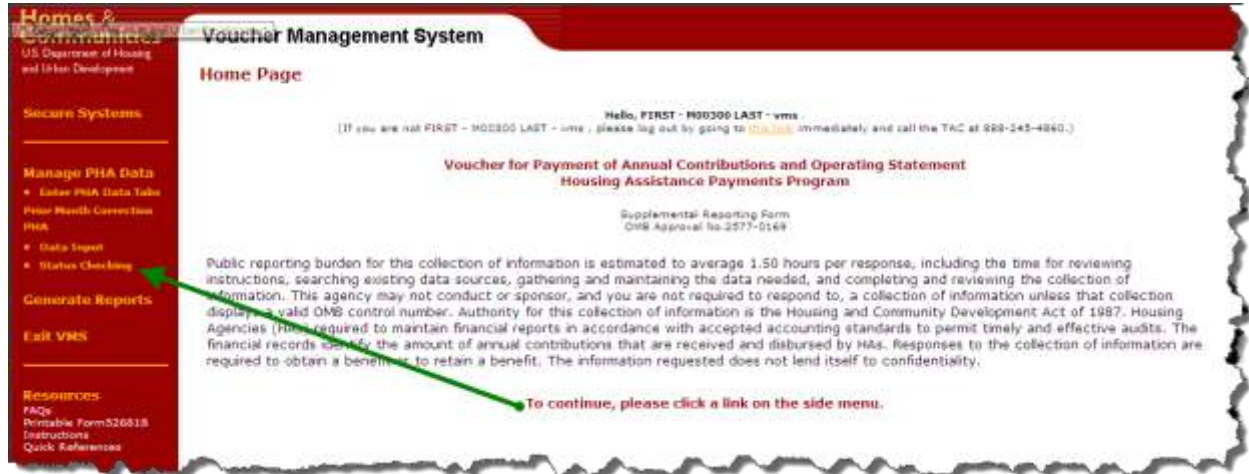 Homes &
Communities
U.S. Department of Housing
and Urban Development
Secure Systems
Manage PHA Data
Enter PHA Data Tabs
Prior Month Correction
PHA
Data Input
Status Checking
Generate Reports
Exit VMS
Resources
FAQs
Printable Form52681B
Instructions
Quick References
Voucher Management System
Home Page
Hello, FIRST - M00300 LAST - vms .
(If you are not FIRST - M00300 LAST - vms , please log out by going to this link immediately and call the TAC at 888-245-4860.)
Voucher for Payment of Annual Contributions and Operating Statement
Housing Assistance Payments Program
Supplemental Reporting Form
OMB Approval No.2577-0169
Public reporting burden for this collection of information is estimated to average 1.50 hours per response, including the time for reviewing
instructions, searching existing data sources, gathering and maintaining the data needed, and completing and reviewing the collection of
information. This agency may not conduct or sponsor, and you are not required to respond to, a collection of information unless that collection
displays a valid OMB control number. Authority for this collection of information is the Housing and Community Development Act of 1987. Housing
Agencies (HAs) required to maintain financial reports in accordance with accepted accounting standards to permit timely and effective audits. The
financial records identify the amount of annual contributions that are received and disbursed by HAs. Responses to the collection of information are
required to obtain a benefit or to retain a benefit. The information requested does not lend itself to confidentiality.
To continue, please click a link on the side menu.